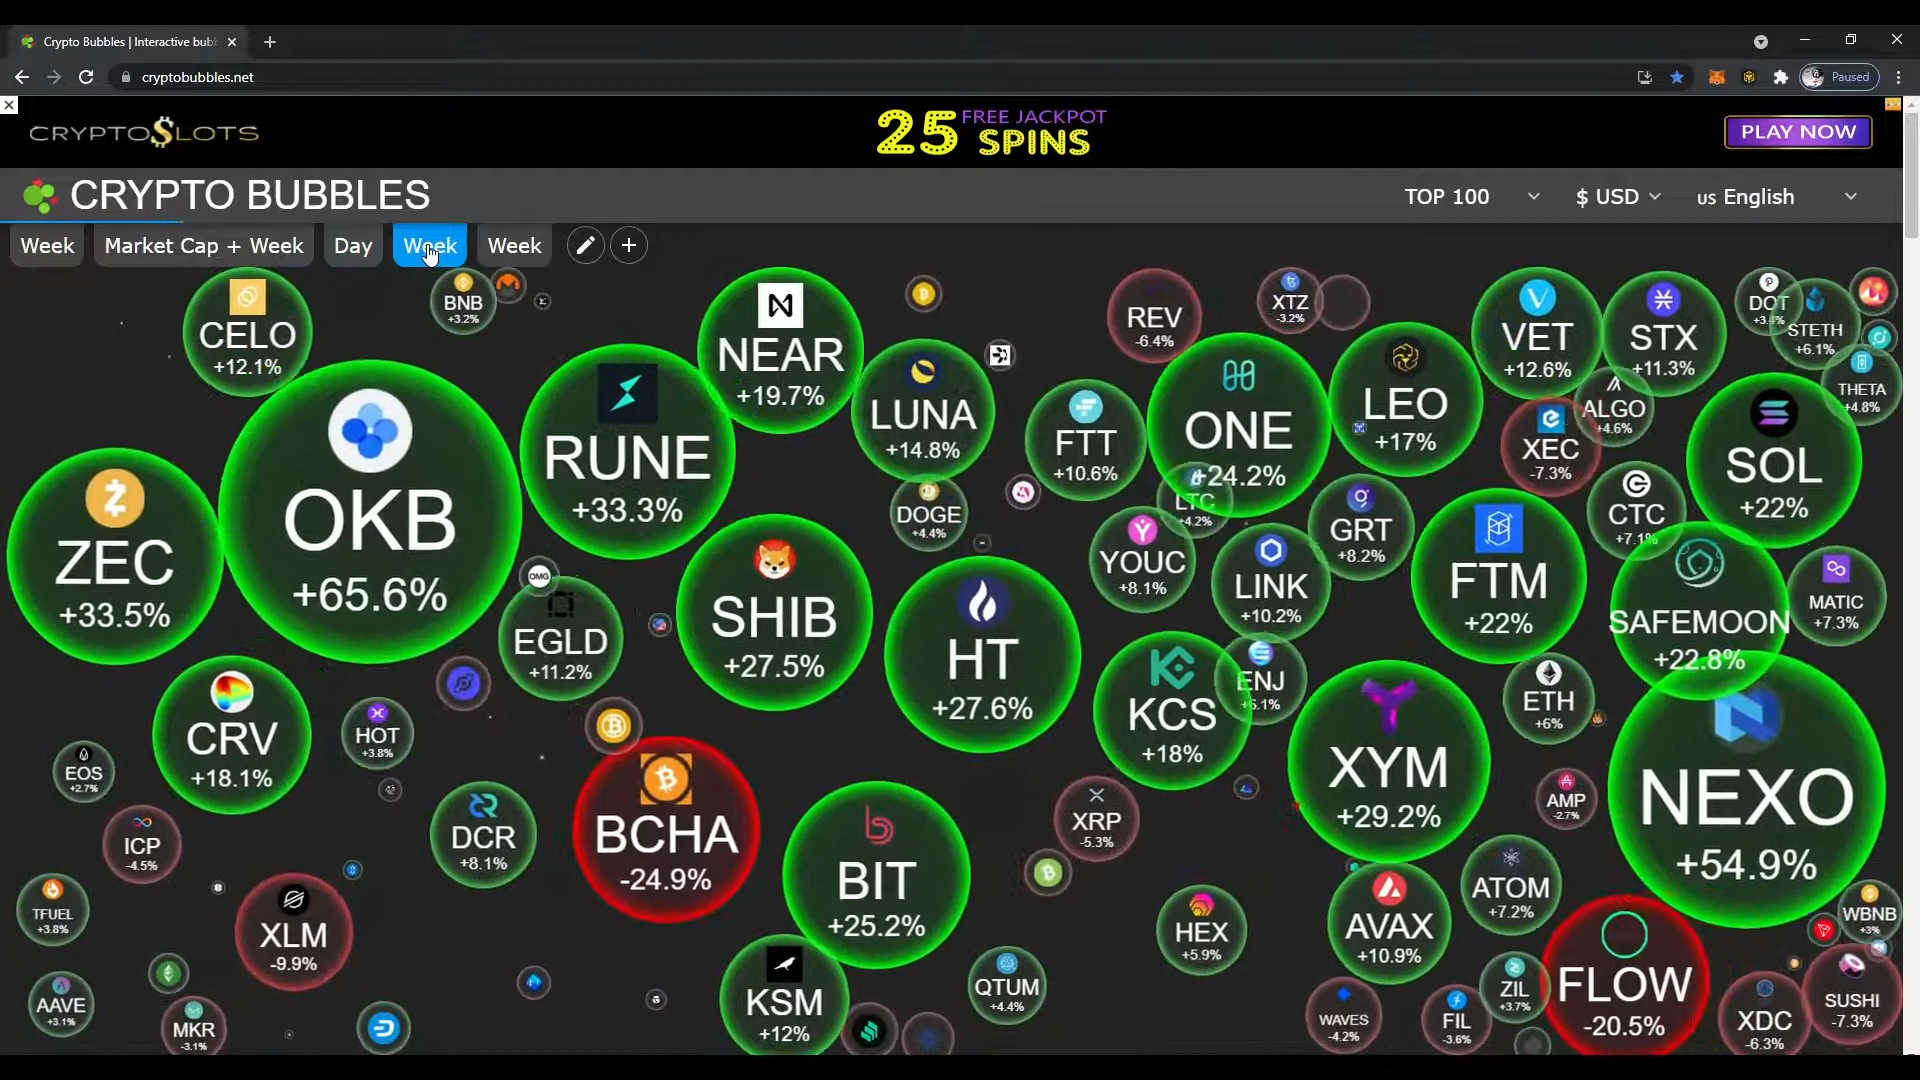 Crypto Bubbles | Interactive bubb
cryptobubbles.net
Paused
CRYPTO$LOTS
25 FREE JACKPOT SPINS
PLAY NOW
CRYPTO BUBBLES
TOP 100
$ USD
us English
Week
Market Cap + Week
Day
Week
Week
CELO
+12.1%
BNB
+3.2%
NEAR
+19.7%
REV
-6.4%
XTZ
-3.2%
VET
+12.6%
STX
+11.3%
DOT
+3.4%
STETH
+6.1%
THETA
+4.8%
OKB
+65.6%
RUNE
+33.3%
LUNA
+14.8%
FTT
+10.6%
ONE
+24.2%
LEO
+17%
XEC
-7.3%
ALGO
+4.6%
SOL
+22%
ZEC
+33.5%
DOGE
+4.4%
LTC
+4.2%
GRT
+8.2%
CTC
+7.1%
OMG
EGLD
+11.2%
SHIB
+27.5%
HT
+27.6%
YOUC
+8.1%
LINK
+10.2%
FTM
+22%
SAFEMOON
+22.8%
MATIC
+7.3%
CRV
+18.1%
HOT
+3.8%
KCS
+18%
ENJ
+6.1%
XYM
+29.2%
ETH
+6%
NEXO
+54.9%
EOS
+2.7%
ICP
-4.5%
DCR
+8.1%
BCHA
-24.9%
BIT
+25.2%
XRP
-5.3%
AMP
-2.7%
TFUEL
+3.8%
XLM
-9.9%
HEX
+5.9%
AVAX
+10.9%
ATOM
+7.2%
WBNB
+3%
AAVE
+3.1%
MKR
-3.1%
KSM
+12%
QTUM
+4.4%
WAVES
-4.2%
FIL
-3.6%
ZIL
+3.7%
FLOW
-20.5%
XDC
-6.3%
SUSHI
-7.3%